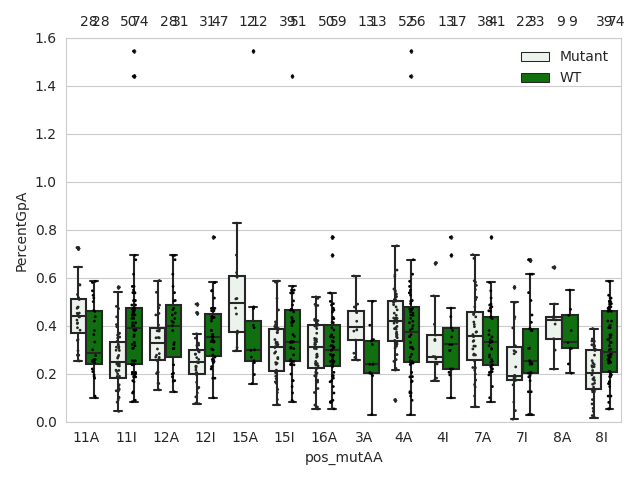 28 28 50 74 28 31 31 47 12 12 39 51 50 59 13 13 52 56 13 17 38 41 22 33 9 9 39 74
1.6
1.4
1.2
1.0
0.8
0.6
0.4
0.2
0.0
PercentGpA
Mutant
WT
11A 11I 12A 12I 15A 15I 16A 3A 4A 4I 7A 7I 8A 8I
pos_mutAA